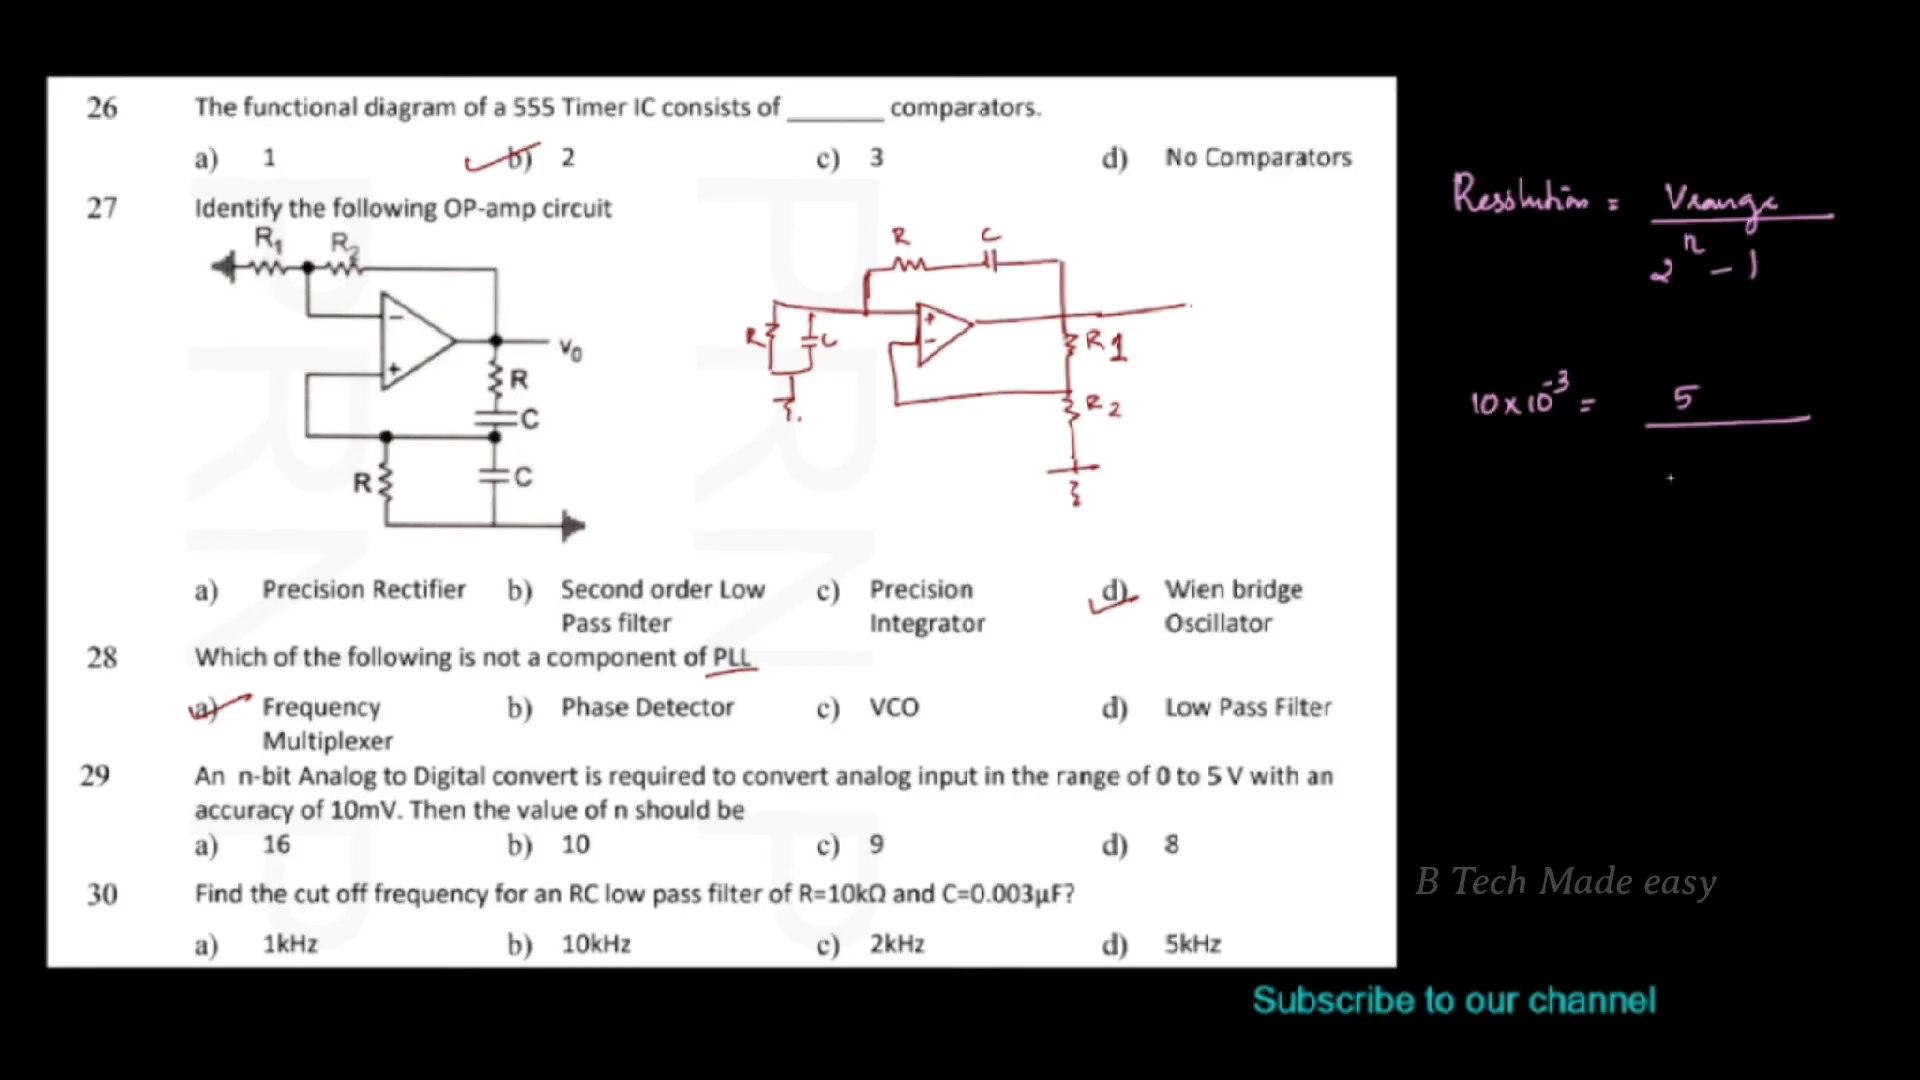 26 The functional diagram of a 555 Timer IC consists of ________ comparators.
a) 1 b) 2 c) 3 d) No Comparators
27 Identify the following OP-amp circuit
R1 R2
−
+
V0
R
C
R
C
R C
R C
+
−
R1
R2
a) Precision Rectifier b) Second order Low c) Precision d) Wien bridge
Pass filter Integrator Oscillator
28 Which of the following is not a component of PLL
a) Frequency b) Phase Detector c) VCO d) Low Pass Filter
Multiplexer
29 An n-bit Analog to Digital convert is required to convert analog input in the range of 0 to 5 V with an
accuracy of 10mV. Then the value of n should be
a) 16 b) 10 c) 9 d) 8
30 Find the cut off frequency for an RC low pass filter of R=10kΩ and C=0.003μF?
a) 1kHz b) 10kHz c) 2kHz d) 5kHz
Resolution = Vrange
2^n - 1
10 x 10^-3 = 5
B Tech Made easy
Subscribe to our channel